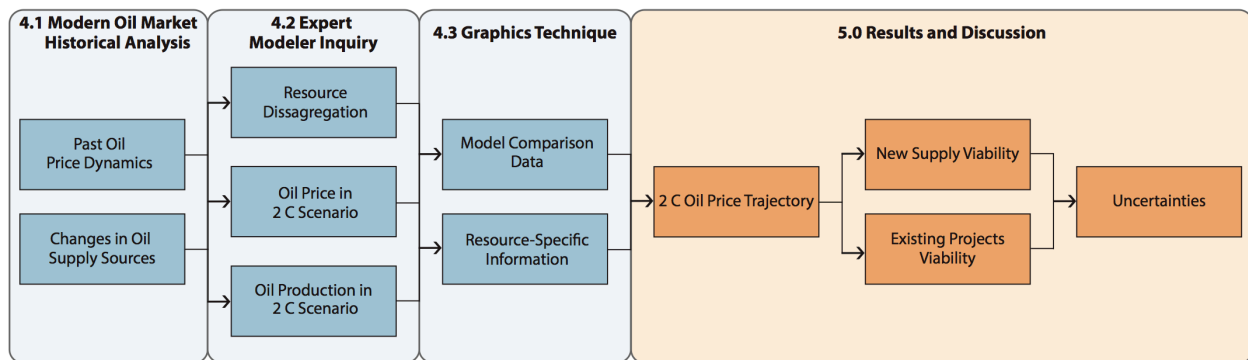 4.1 Modern Oil Market
Historical Analysis
Past Oil
Price Dynamics
Changes in Oil
Supply Sources
4.2 Expert
Modeler Inquiry
Resource
Dissagregation
Oil Price in
2 C Scenario
Oil Production in
2 C Scenario
4.3 Graphics Technique
Model Comparison
Data
Resource-Specific
Information
5.0 Results and Discussion
2 C Oil Price Trajectory
New Supply Viability
Existing Projects
Viability
Uncertainties